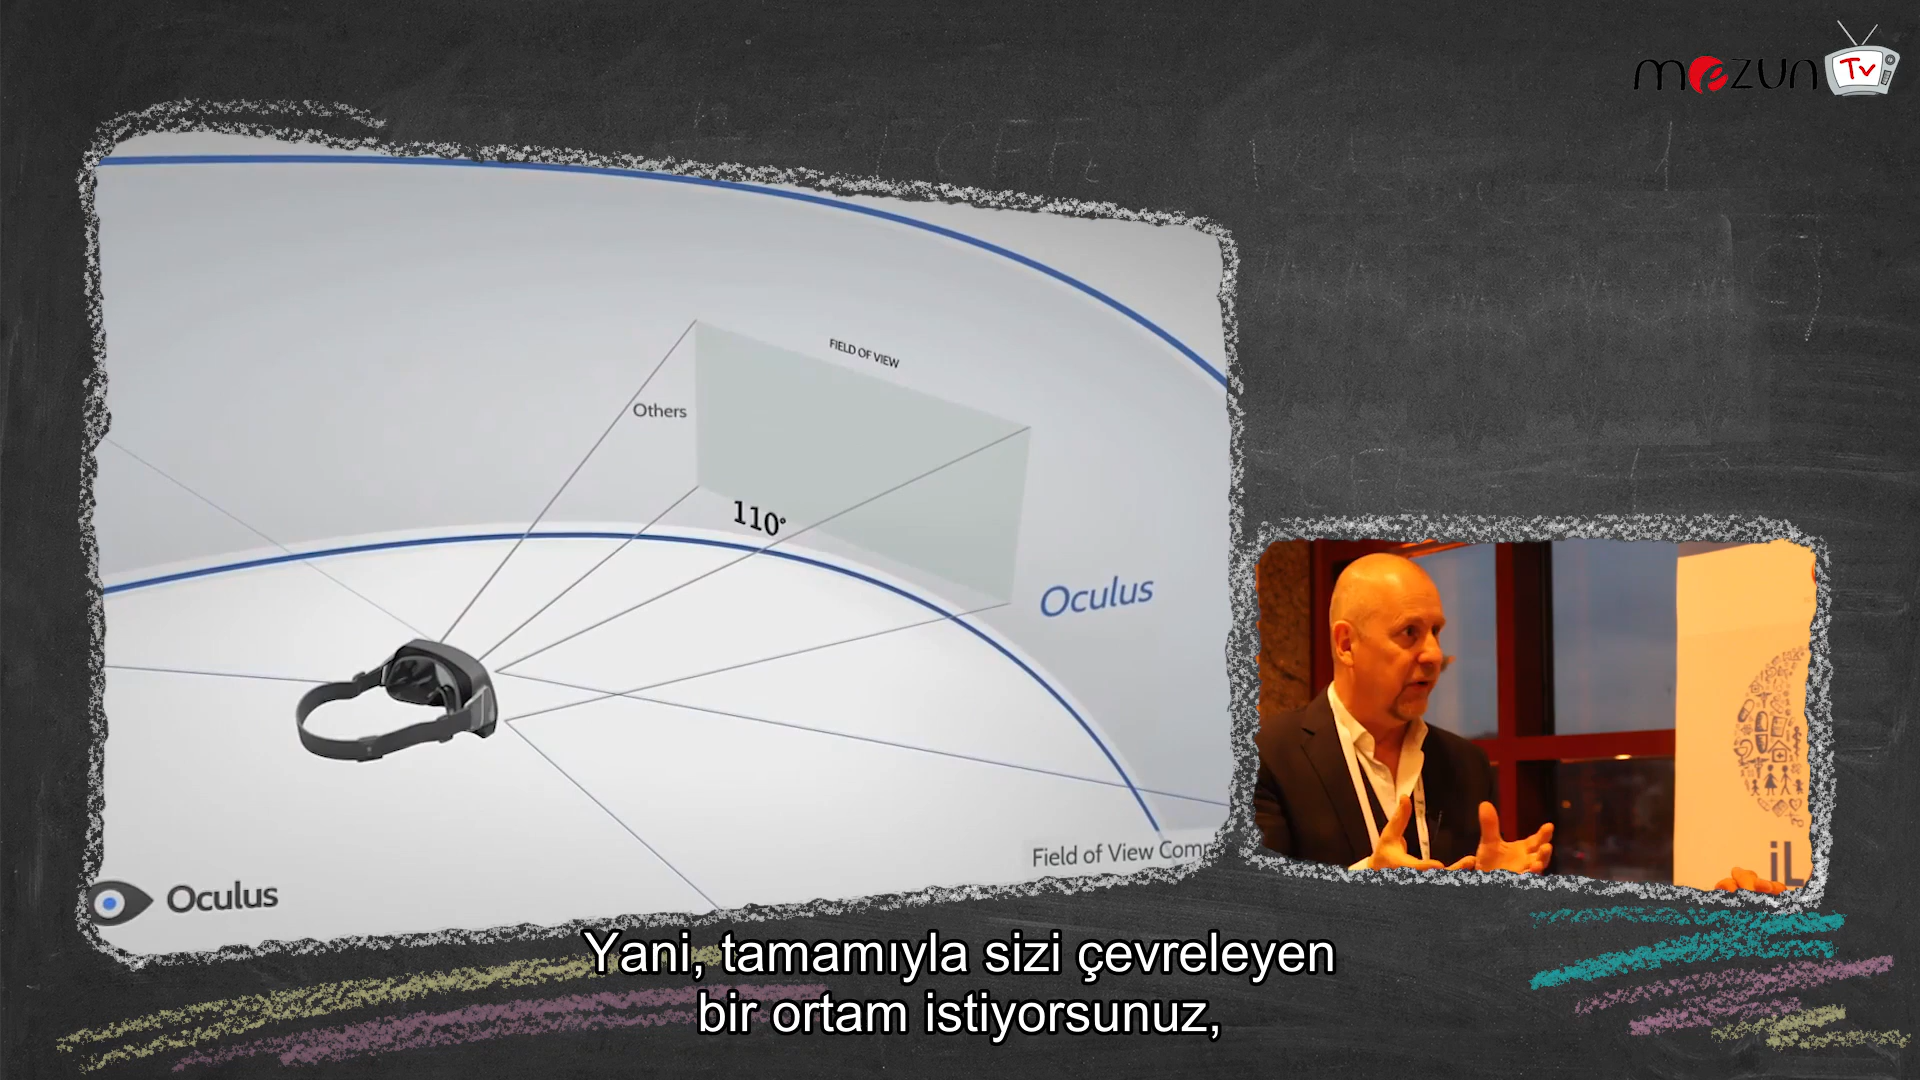 mezun Tv
FIELD OF VIEW
Others
110°
Oculus
Field of View Comp
Oculus
iL
Yani, tamamıyla sizi çevreleyen
bir ortam istiyorsunuz,